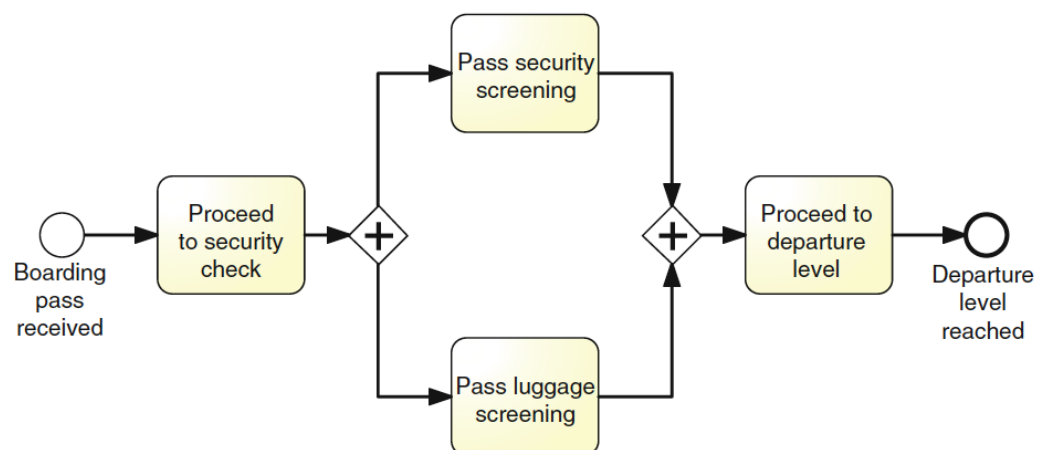 Boarding
pass
received
Proceed
to security
check
Pass security
screening
Pass luggage
screening
Proceed to
departure
level
Departure
level
reached